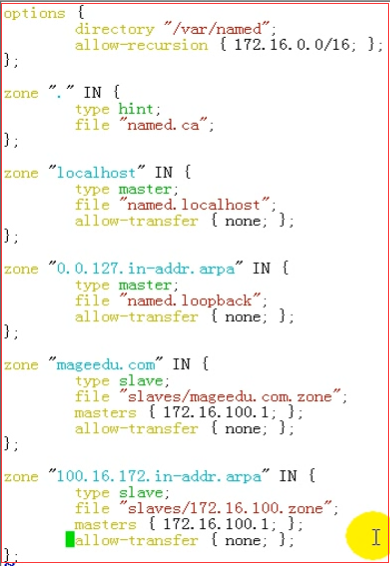 options {
        directory "/var/named";
        allow-recursion { 172.16.0.0/16; };
};
zone "." IN {
        type hint;
        file "named.ca";
};
zone "localhost" IN {
        type master;
        file "named.localhost";
        allow-transfer { none; };
};
zone "0.0.127.in-addr.arpa" IN {
        type master;
        file "named.loopback";
        allow-transfer { none; };
};
zone "mageedu.com" IN {
        type slave;
        file "slaves/mageedu.com.zone";
        masters { 172.16.100.1; };
        allow-transfer { none; };
};
zone "100.16.172.in-addr.arpa" IN {
        type slave;
        file "slaves/172.16.100.zone";
        masters { 172.16.100.1; };
        allow-transfer { none; };
};